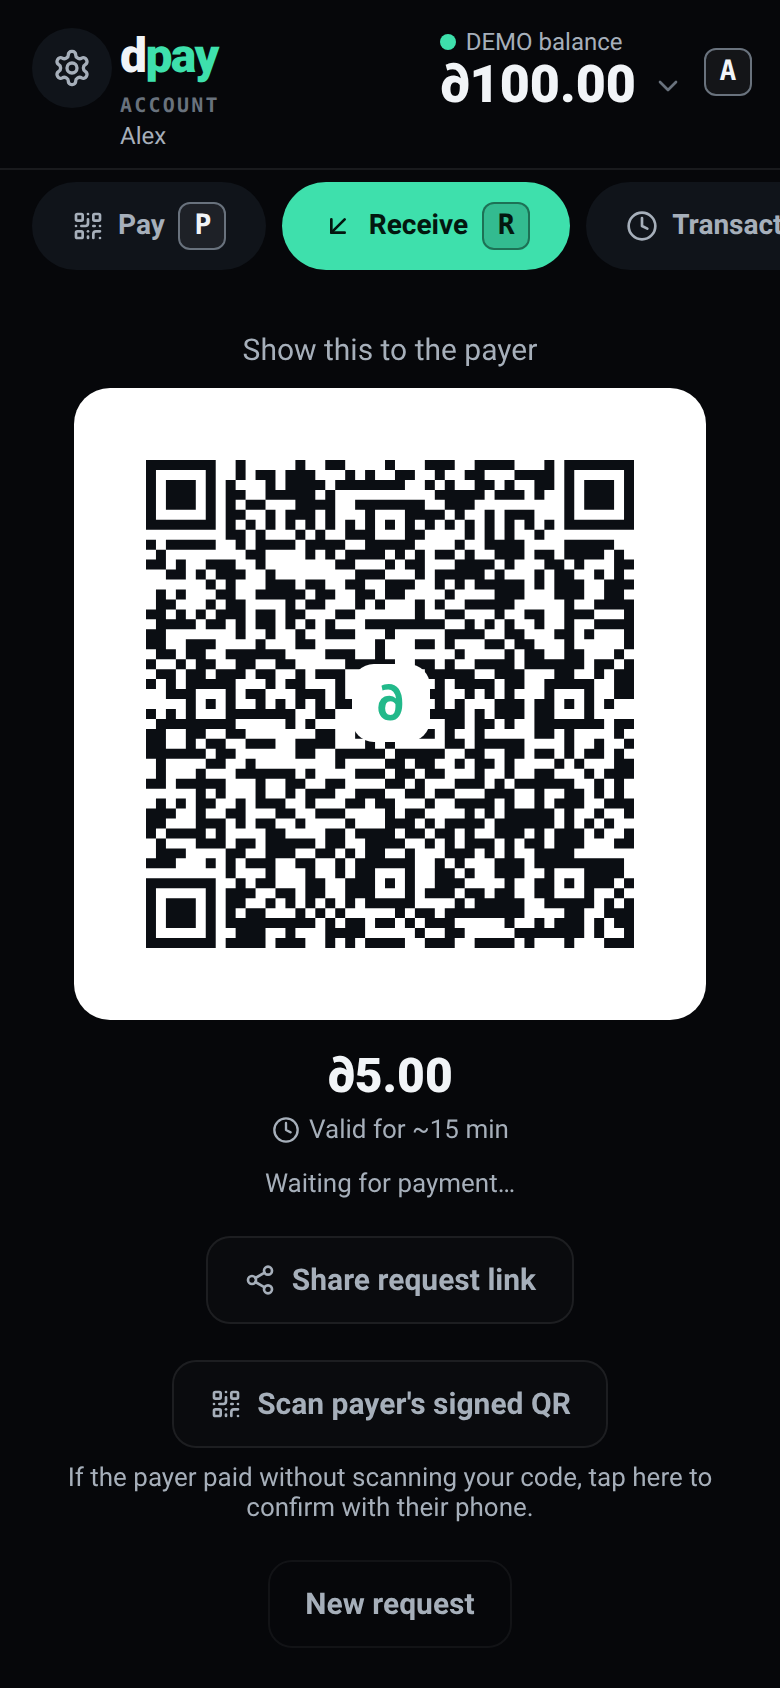 dpay
ACCOUNT
Alex
DEMO balance
∂100.00
A
Pay P
Receive R
Transact
Show this to the payer
∂
∂5.00
Valid for ~15 min
Waiting for payment…
Share request link
Scan payer's signed QR
If the payer paid without scanning your code, tap here to
confirm with their phone.
New request